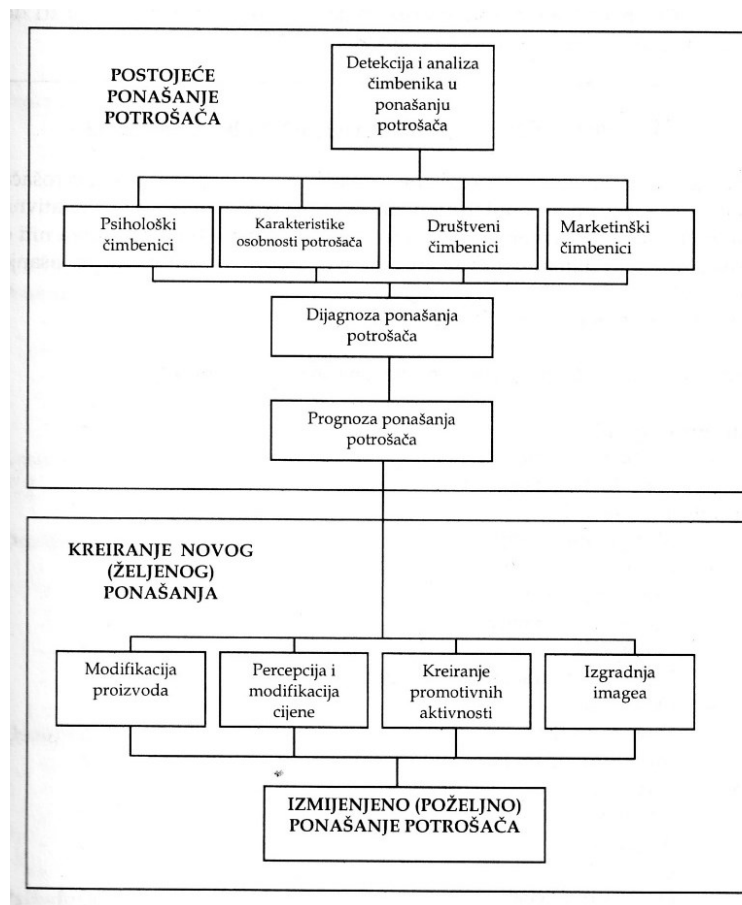 POSTOJEĆE
PONAŠANJE
POTROŠAČA
Detekcija i analiza
čimbenika u
ponašanju
potrošača
Psihološki
čimbenici
Karakteristike
osobnosti potrošača
Društveni
čimbenici
Marketinški
čimbenici
Dijagnoza ponašanja
potrošača
Prognoza ponašanja
potrošača
KREIRANJE NOVOG
(ŽELJENOG)
PONAŠANJA
Modifikacija
proizvoda
Percepcija i
modifikacija
cijene
Kreiranje
promotivnih
aktivnosti
Izgradnja
imagea
IZMIJENJENO (POŽELJNO)
PONAŠANJE POTROŠAČA